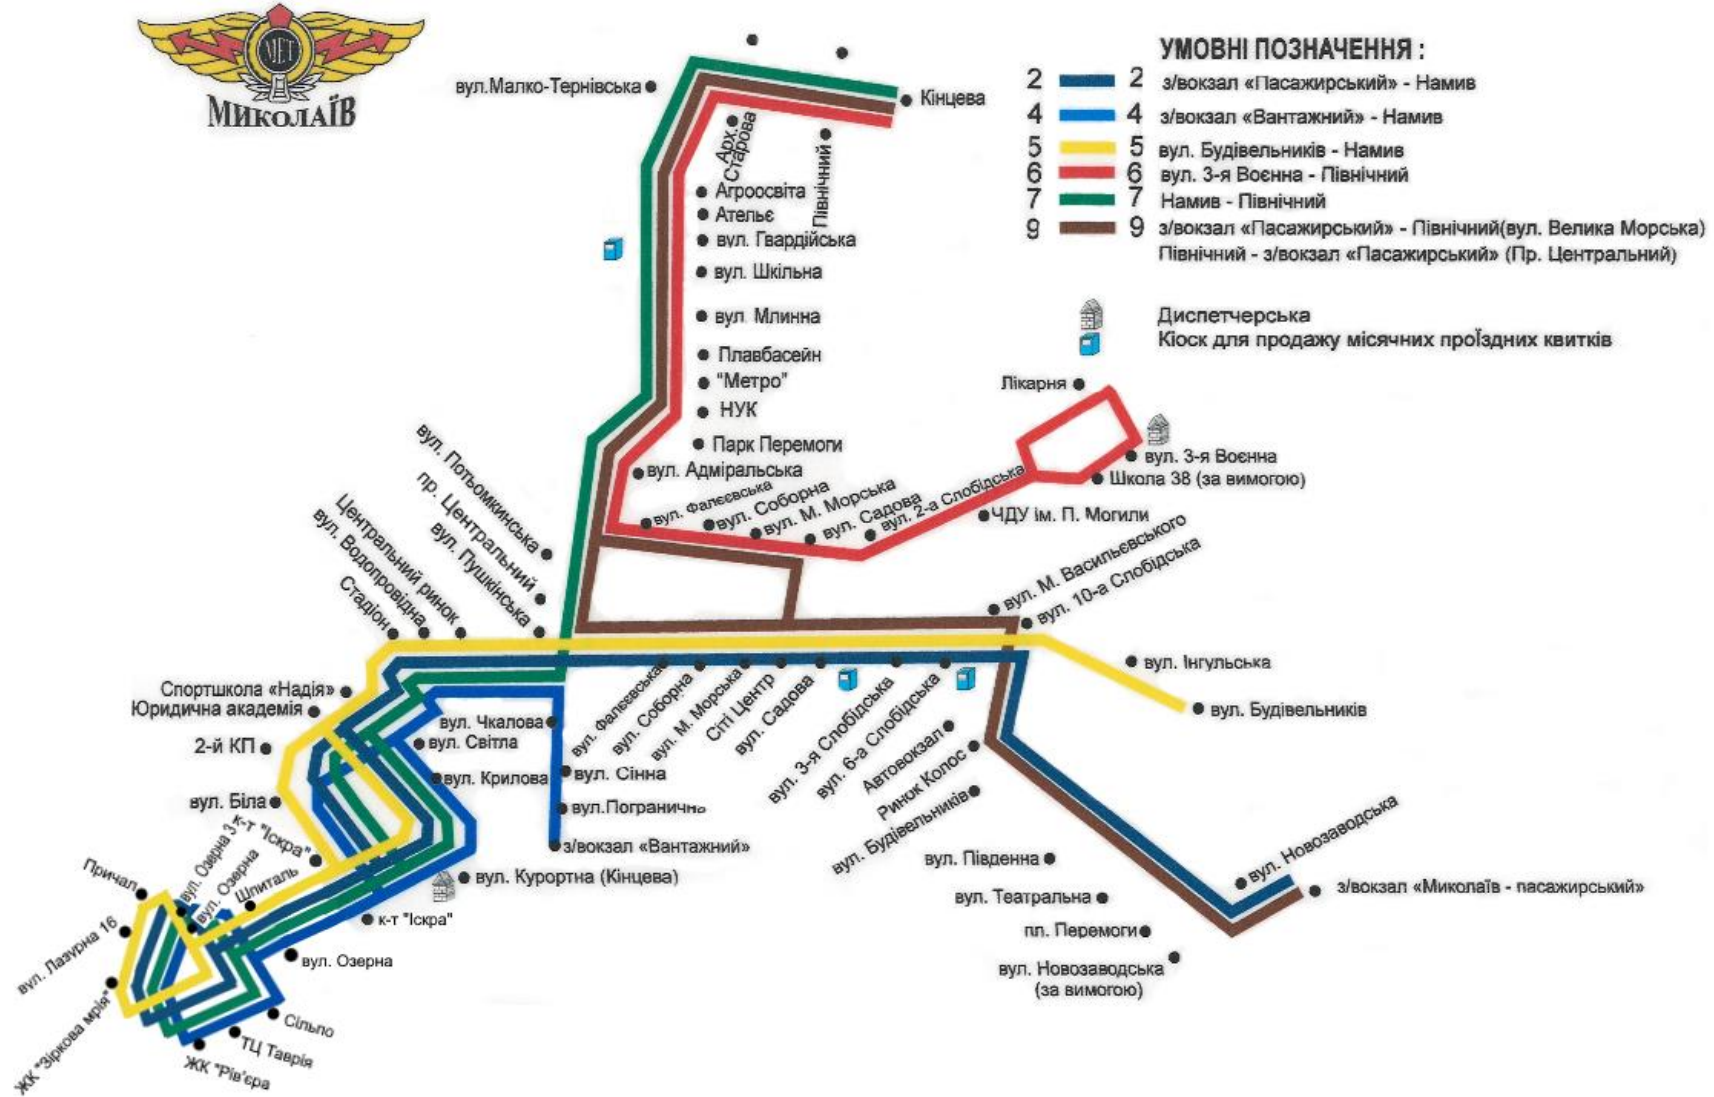 МЕТ
МИКОЛАЇВ
УМОВНІ ПОЗНАЧЕННЯ :
2 2 з/вокзал «Пасажирський» - Намив
4 4 з/вокзал «Вантажний» - Намив
5 5 вул. Будівельників - Намив
6 6 вул. 3-я Воєнна - Північний
7 7 Намив - Північний
9 9 з/вокзал «Пасажирський» - Північний(вул. Велика Морська)
Північний - з/вокзал «Пасажирський» (Пр. Центральний)
Диспетчерська
Кіоск для продажу місячних проїздних квитків
вул.Малко-Тернівська
Кінцева
Арх.
Старова
Північний
Агроосвіта
Ательє
вул. Гвардійська
вул. Шкільна
вул. Млинна
Плавбасейн
"Метро"
НУК
Парк Перемоги
вул. Адміральська
вул. Фалєєвська
вул. Соборна
вул. М. Морська
вул. Садова
вул. 2-а Слобідська
Лікарня
вул. 3-я Воєнна
Школа 38 (за вимогою)
ЧДУ ім. П. Могили
вул. М. Васильєвського
вул. 10-а Слобідська
вул. Потьомкинська
пр. Центральний
вул. Пушкінська
Центральний ринок
вул. Водопровідна
Стадіон
Спортшкола «Надія»
Юридична академія
2-й КП
вул. Біла
к-т "Іскра"
вул. Озерна 3
вул. Озерна
Шпиталь
Причал
вул. Лазурна 16
ЖК "Зіркова мрія"
вул. Чкалова
вул. Світла
вул. Крилова
вул. Сінна
вул.Погранична
з/вокзал «Вантажний»
вул. Курортна (Кінцева)
к-т "Іскра"
вул. Озерна
Сільпо
ТЦ Таврія
ЖК "Рів'єра
вул. Фалєєвська
вул. Соборна
вул. М. Морська
Сіті Центр
вул. Садова
вул. 3-я Слобідська
вул. 6-а Слобідська
Автовокзал
Ринок Колос
вул. Будівельників
вул. Інгульська
вул. Будівельників
вул. Південна
вул. Театральна
пл. Перемоги
вул. Новозаводська
(за вимогою)
вул. Новозаводська
з/вокзал «Миколаїв - пасажирський»